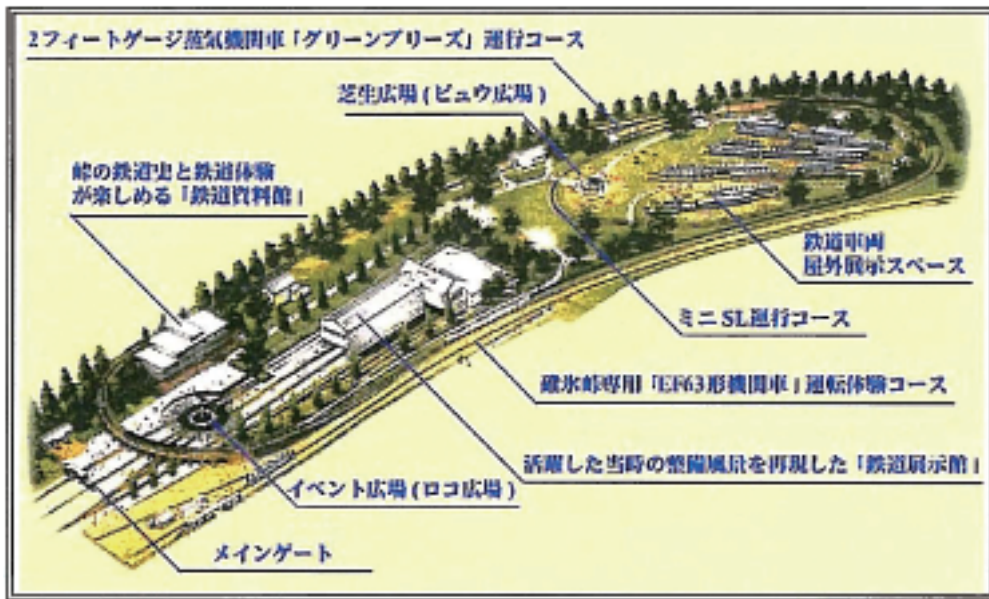 2フィートゲージ蒸気機関車「グリーンブリーズ」運行コース
芝生広場(ビュウ広場)
峠の鉄道史と鉄道体験
が楽しめる「鉄道資料館」
鉄道車両
屋外展示スペース
ミニSL運行コース
碓氷峠専用「EF63形機関車」運転体験コース
活躍した当時の整備風景を再現した「鉄道展示館」
イベント広場(ロコ広場)
メインゲート